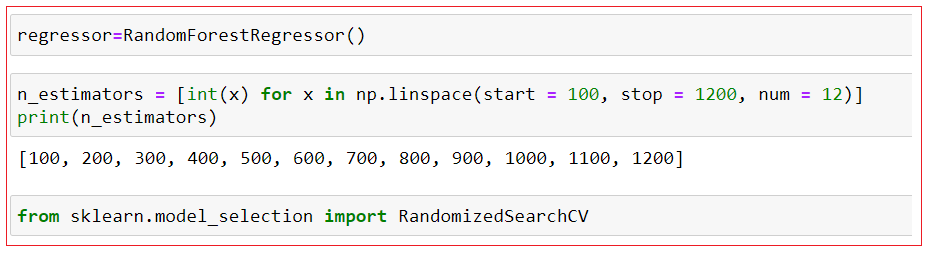 regressor=RandomForestRegressor()
n_estimators = [int(x) for x in np.linspace(start = 100, stop = 1200, num = 12)]
print(n_estimators)
[100, 200, 300, 400, 500, 600, 700, 800, 900, 1000, 1100, 1200]
from sklearn.model_selection import RandomizedSearchCV